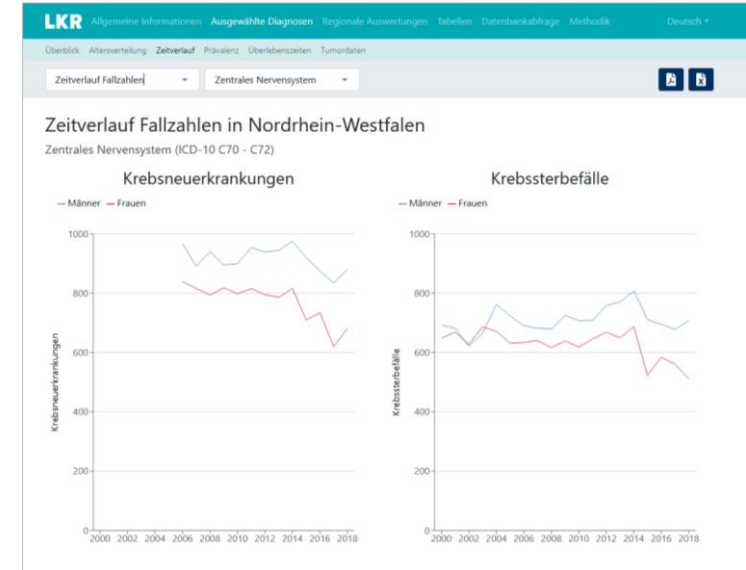 LKR Allgemeine Informationen Ausgewählte Diagnosen Regionale Auswertungen Tabellen Datenbankabfrage Methodik Deutsch
Überblick Altersverteilung Zeitverlauf Prävalenz Überlebenszeiten Tumordaten
Zeitverlauf Fallzahlen Zentrales Nervensystem
Zeitverlauf Fallzahlen in Nordrhein-Westfalen
Zentrales Nervensystem (ICD-10 C70 - C72)
Krebsneuerkrankungen
Männer Frauen
1000
800
600
400
200
0
Krebsneuerkrankungen
2000 2002 2004 2006 2008 2010 2012 2014 2016 2018
Krebssterbefälle
Männer Frauen
1000
800
600
400
200
0
Krebssterbefälle
2000 2002 2004 2006 2008 2010 2012 2014 2016 2018